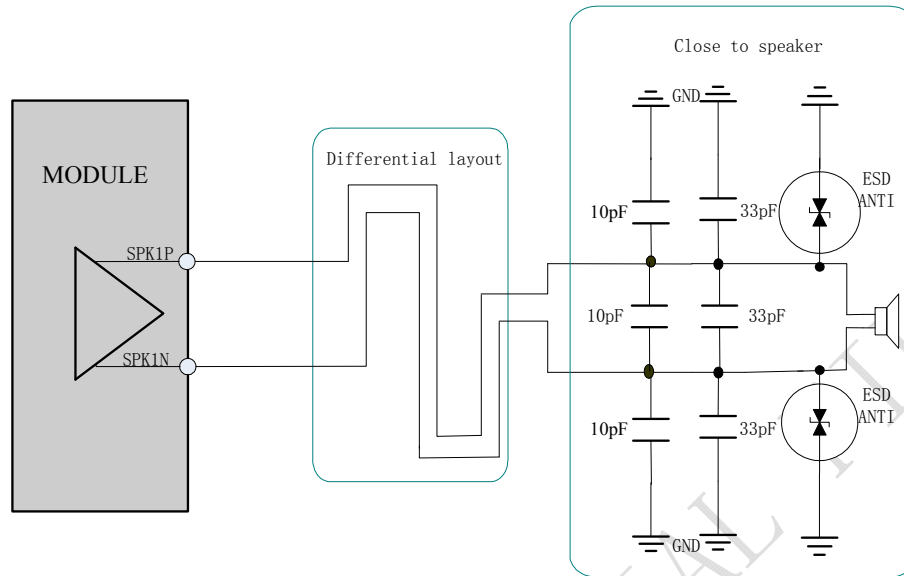 Close to speaker
GND
Differential layout
MODULE
ESD
ANTI
10pF
33pF
SPK1P
10pF
33pF
SPK1N
ESD
ANTI
10pF
33pF
GND